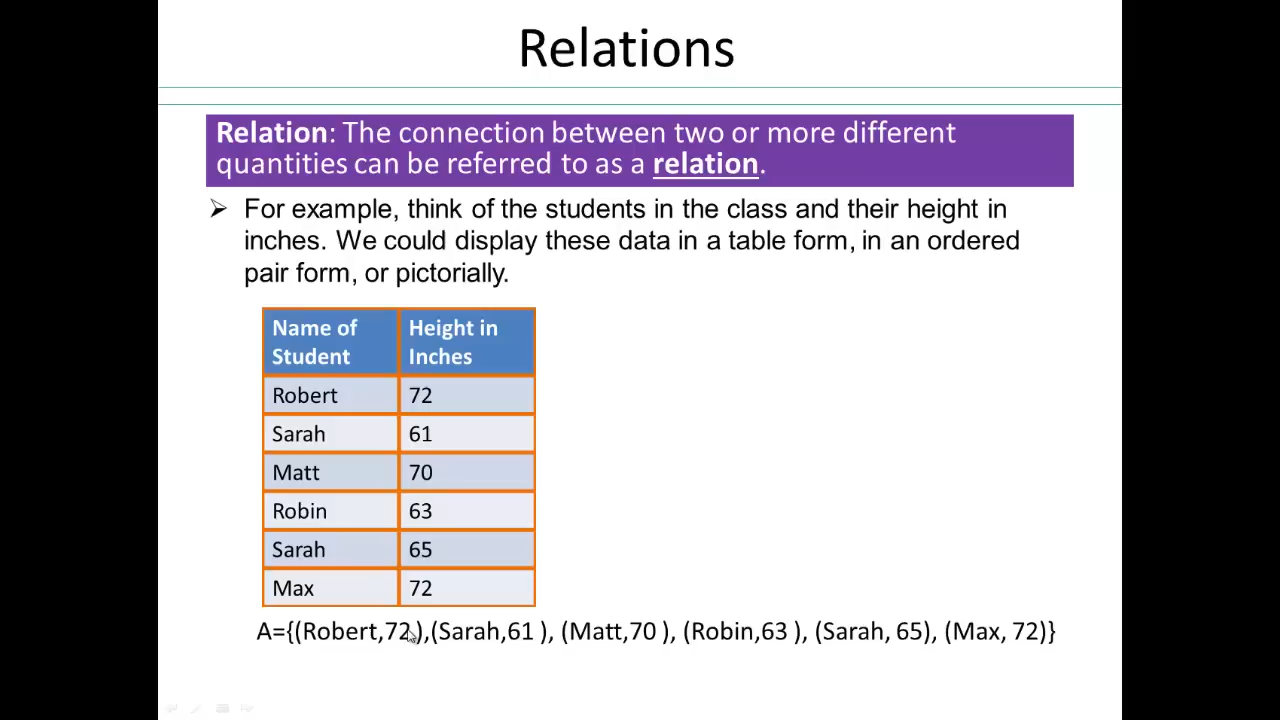 Relations
Relation: The connection between two or more different
quantities can be referred to as a relation.
➢ For example, think of the students in the class and their height in
inches. We could display these data in a table form, in an ordered
pair form, or pictorially.
Name of Student Height in Inches
Robert 72
Sarah 61
Matt 70
Robin 63
Sarah 65
Max 72
A={(Robert,72 ),(Sarah,61 ), (Matt,70 ), (Robin,63 ), (Sarah, 65), (Max, 72)}